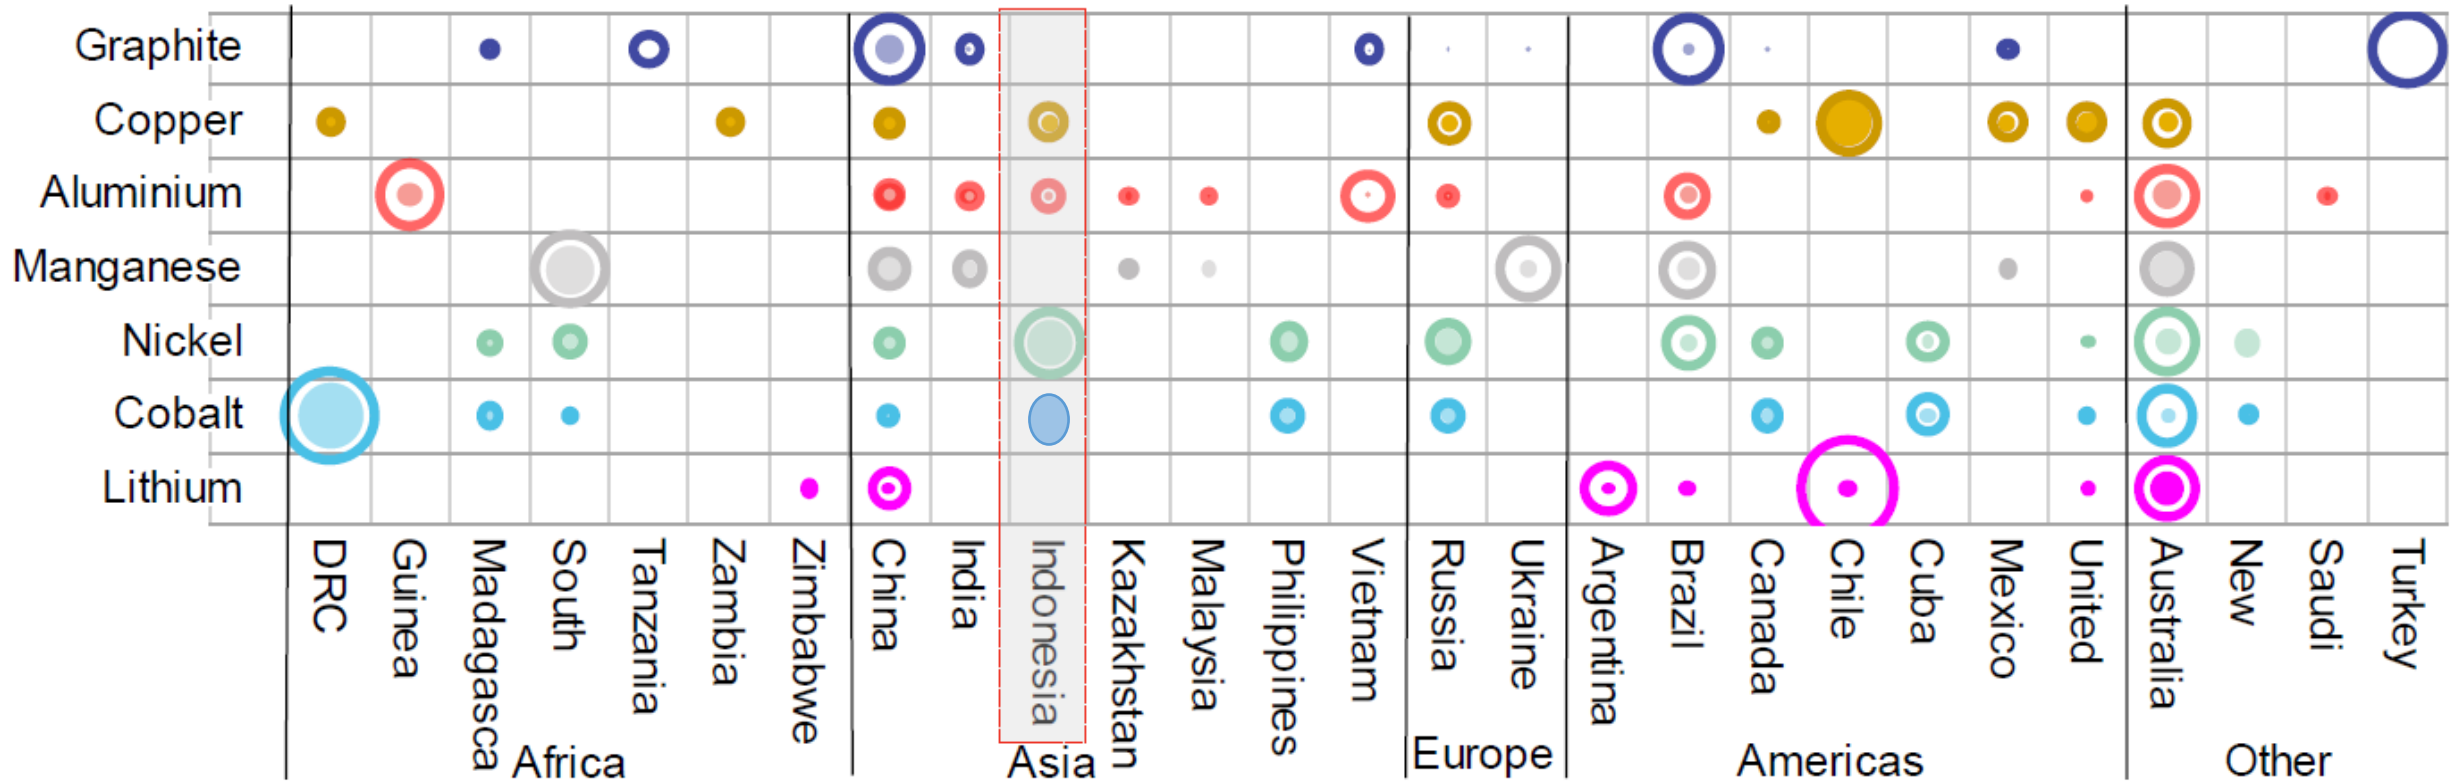 Graphite
Copper
Aluminium
Manganese
Nickel
Cobalt
Lithium
DRC
Guinea
Madagasca
South
Tanzania
Zambia
Zimbabwe
China
India
Indonesia
Kazakhstan
Malaysia
Philippines
Vietnam
Russia
Ukraine
Argentina
Brazil
Canada
Chile
Cuba
Mexico
United
Australia
New
Saudi
Turkey
Africa
Asia
Europe
Americas
Other